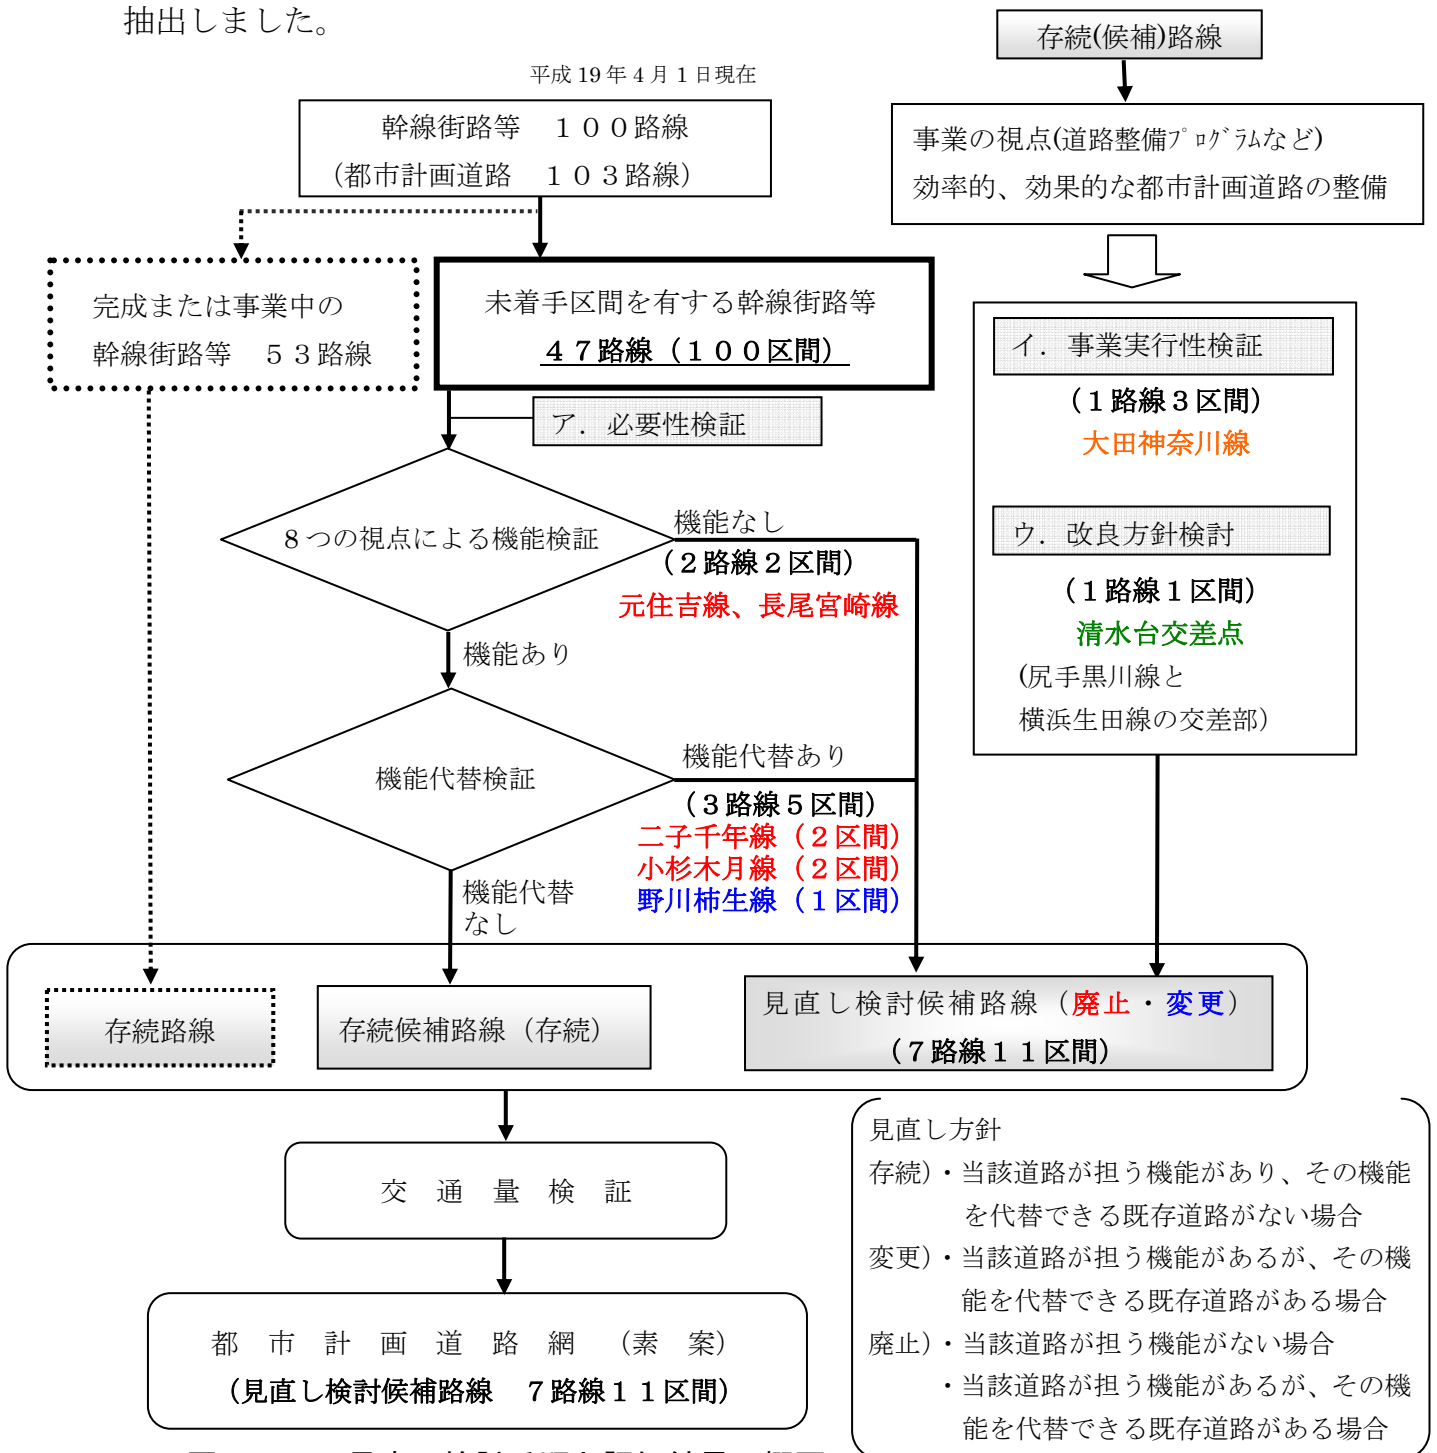 抽出しました。
平成19年4月1日現在
幹線街路等　１００路線
(都市計画道路　１０３路線)
完成または事業中の
幹線街路等　５３路線
未着手区間を有する幹線街路等
４７路線（１００区間）
ア．必要性検証
８つの視点による機能検証
機能なし
（２路線２区間）
元住吉線、長尾宮崎線
機能あり
機能代替検証
機能代替あり
（３路線５区間）
二子千年線（２区間）
小杉木月線（２区間）
野川柿生線（１区間）
機能代替
なし
存続(候補)路線
事業の視点(道路整備ﾌﾟﾛｸﾞﾗﾑなど)
効率的、効果的な都市計画道路の整備
イ．事業実行性検証
（１路線３区間）
大田神奈川線
ウ．改良方針検討
（１路線１区間）
清水台交差点
(尻手黒川線と
横浜生田線の交差部)
存続路線
存続候補路線（存続）
見直し検討候補路線（廃止・変更）
（７路線１１区間）
交　通　量　検　証
都　市　計　画　道　路　網　（素　案）
（見直し検討候補路線　７路線１１区間）
見直し方針
存続)・当該道路が担う機能があり、その機能
を代替できる既存道路がない場合
変更)・当該道路が担う機能があるが、その機
能を代替できる既存道路がある場合
廃止)・当該道路が担う機能がない場合
・当該道路が担う機能があるが、その機
能を代替できる既存道路がある場合